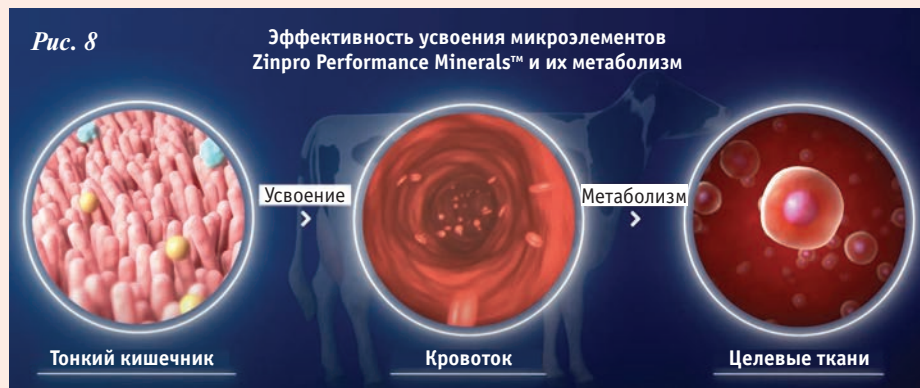 Рис. 8
Эффективность усвоения микроэлементов
Zinpro Performance Minerals™ и их метаболизм
Усвоение
Метаболизм
Тонкий кишечник
Кровоток
Целевые ткани